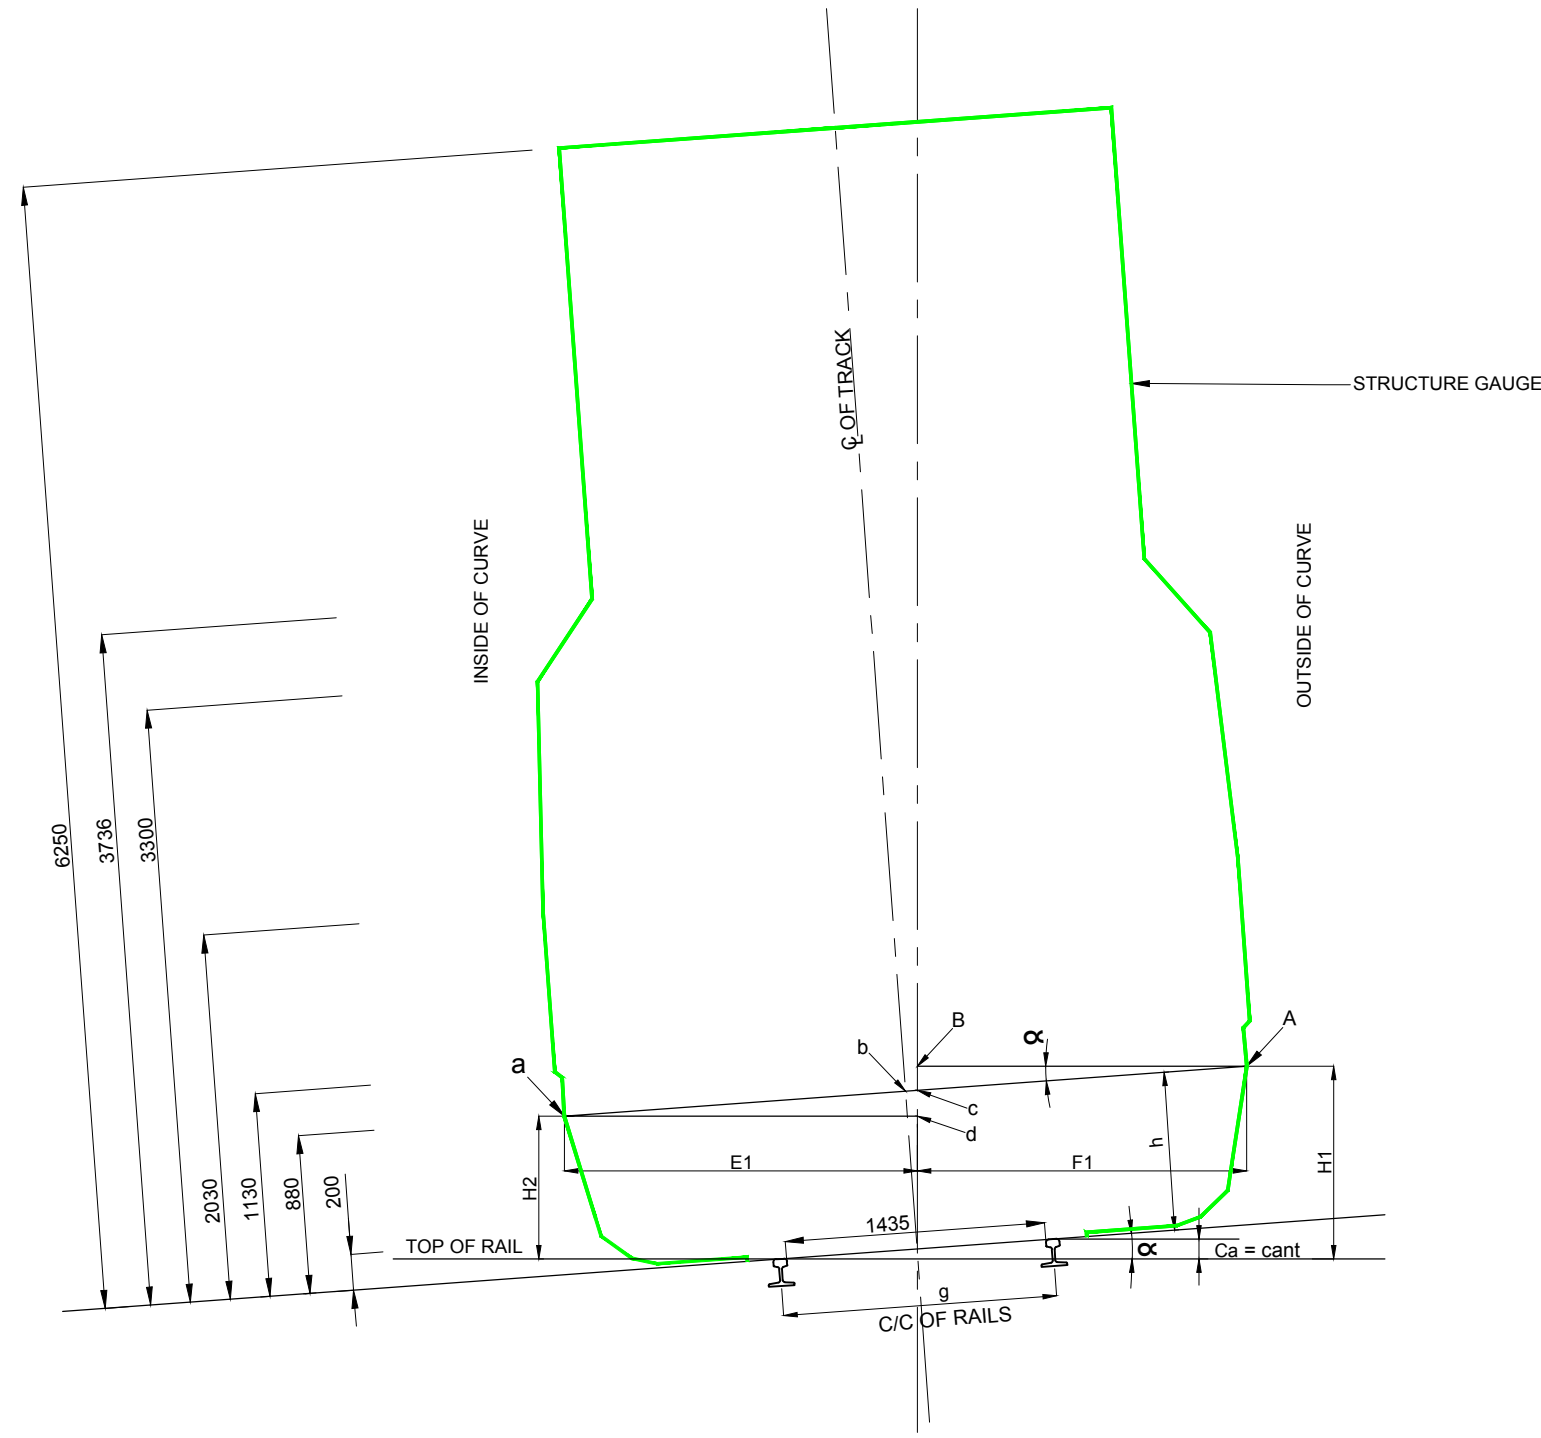 ℄ OF TRACK
STRUCTURE GAUGE
INSIDE OF CURVE
OUTSIDE OF CURVE
6250
3736
3300
2030
1130
880
200
a
b
B
α
A
c
d
E1
F1
h
H1
H2
1435
TOP OF RAIL
α
Ca = cant
g
C/C OF RAILS